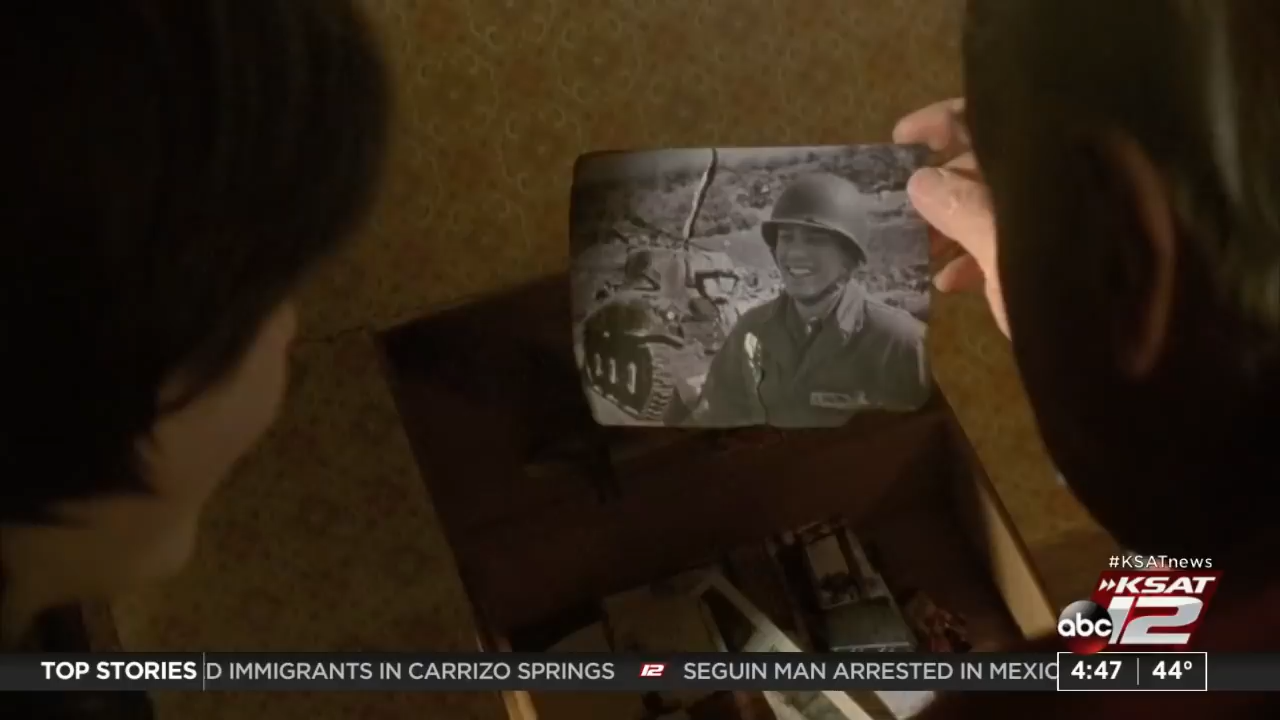 #KSATnews
KSAT
abc 12
TOP STORIES D IMMIGRANTS IN CARRIZO SPRINGS 12 SEGUIN MAN ARRESTED IN MEXIC 4:47 44°